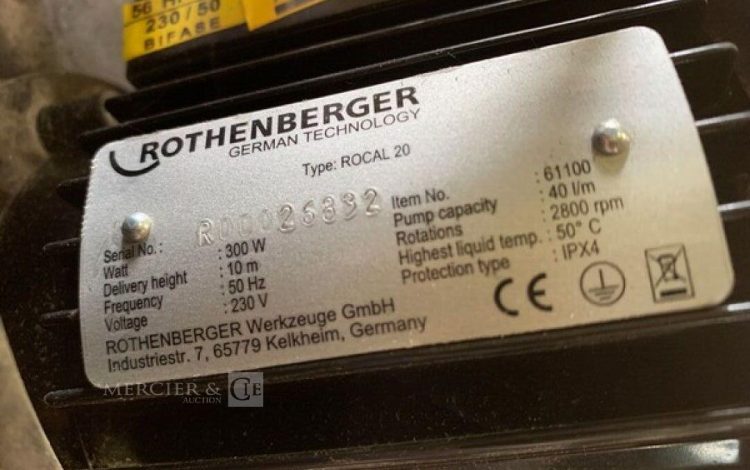 230/50
BIFASE
ROTHENBERGER
GERMAN TECHNOLOGY
Type: ROCAL 20
Serial No.: R00026332
Watt : 300 W
Delivery height : 10 m
Frequency : 50 Hz
Voltage : 230 V
Item No. : 61100
Pump capacity : 40 l/m
Rotations : 2800 rpm
Highest liquid temp. : 50° C
Protection type : IPX4
CE
ROTHENBERGER Werkzeuge GmbH
Industriestr. 7, 65779 Kelkheim, Germany
MERCIER & CIE
AUCTION